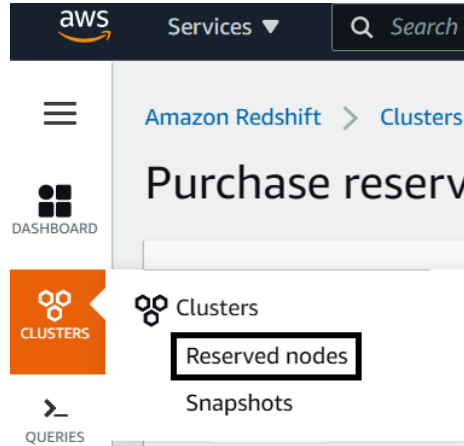 aws
Services ▼
Search
Amazon Redshift > Clusters
Purchase reserv
DASHBOARD
CLUSTERS
Clusters
Reserved nodes
Snapshots
QUERIES